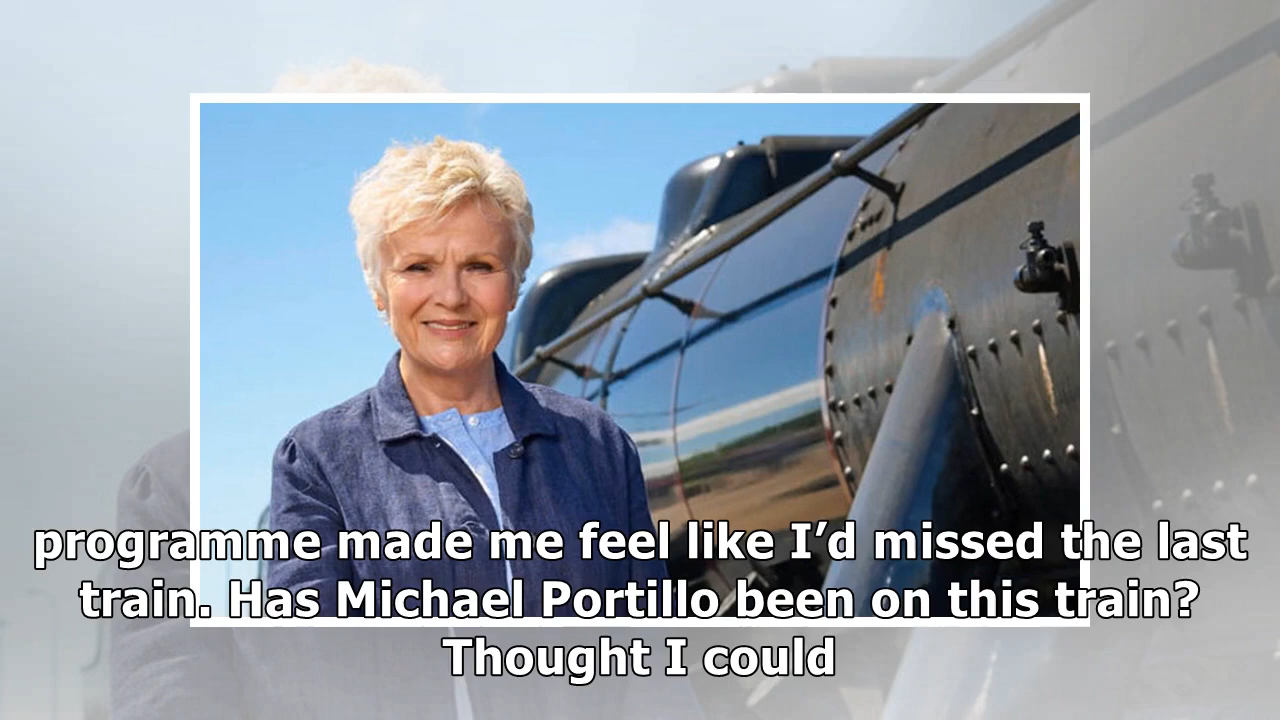 programme made me feel like I’d missed the last
train. Has Michael Portillo been on this train?
Thought I could